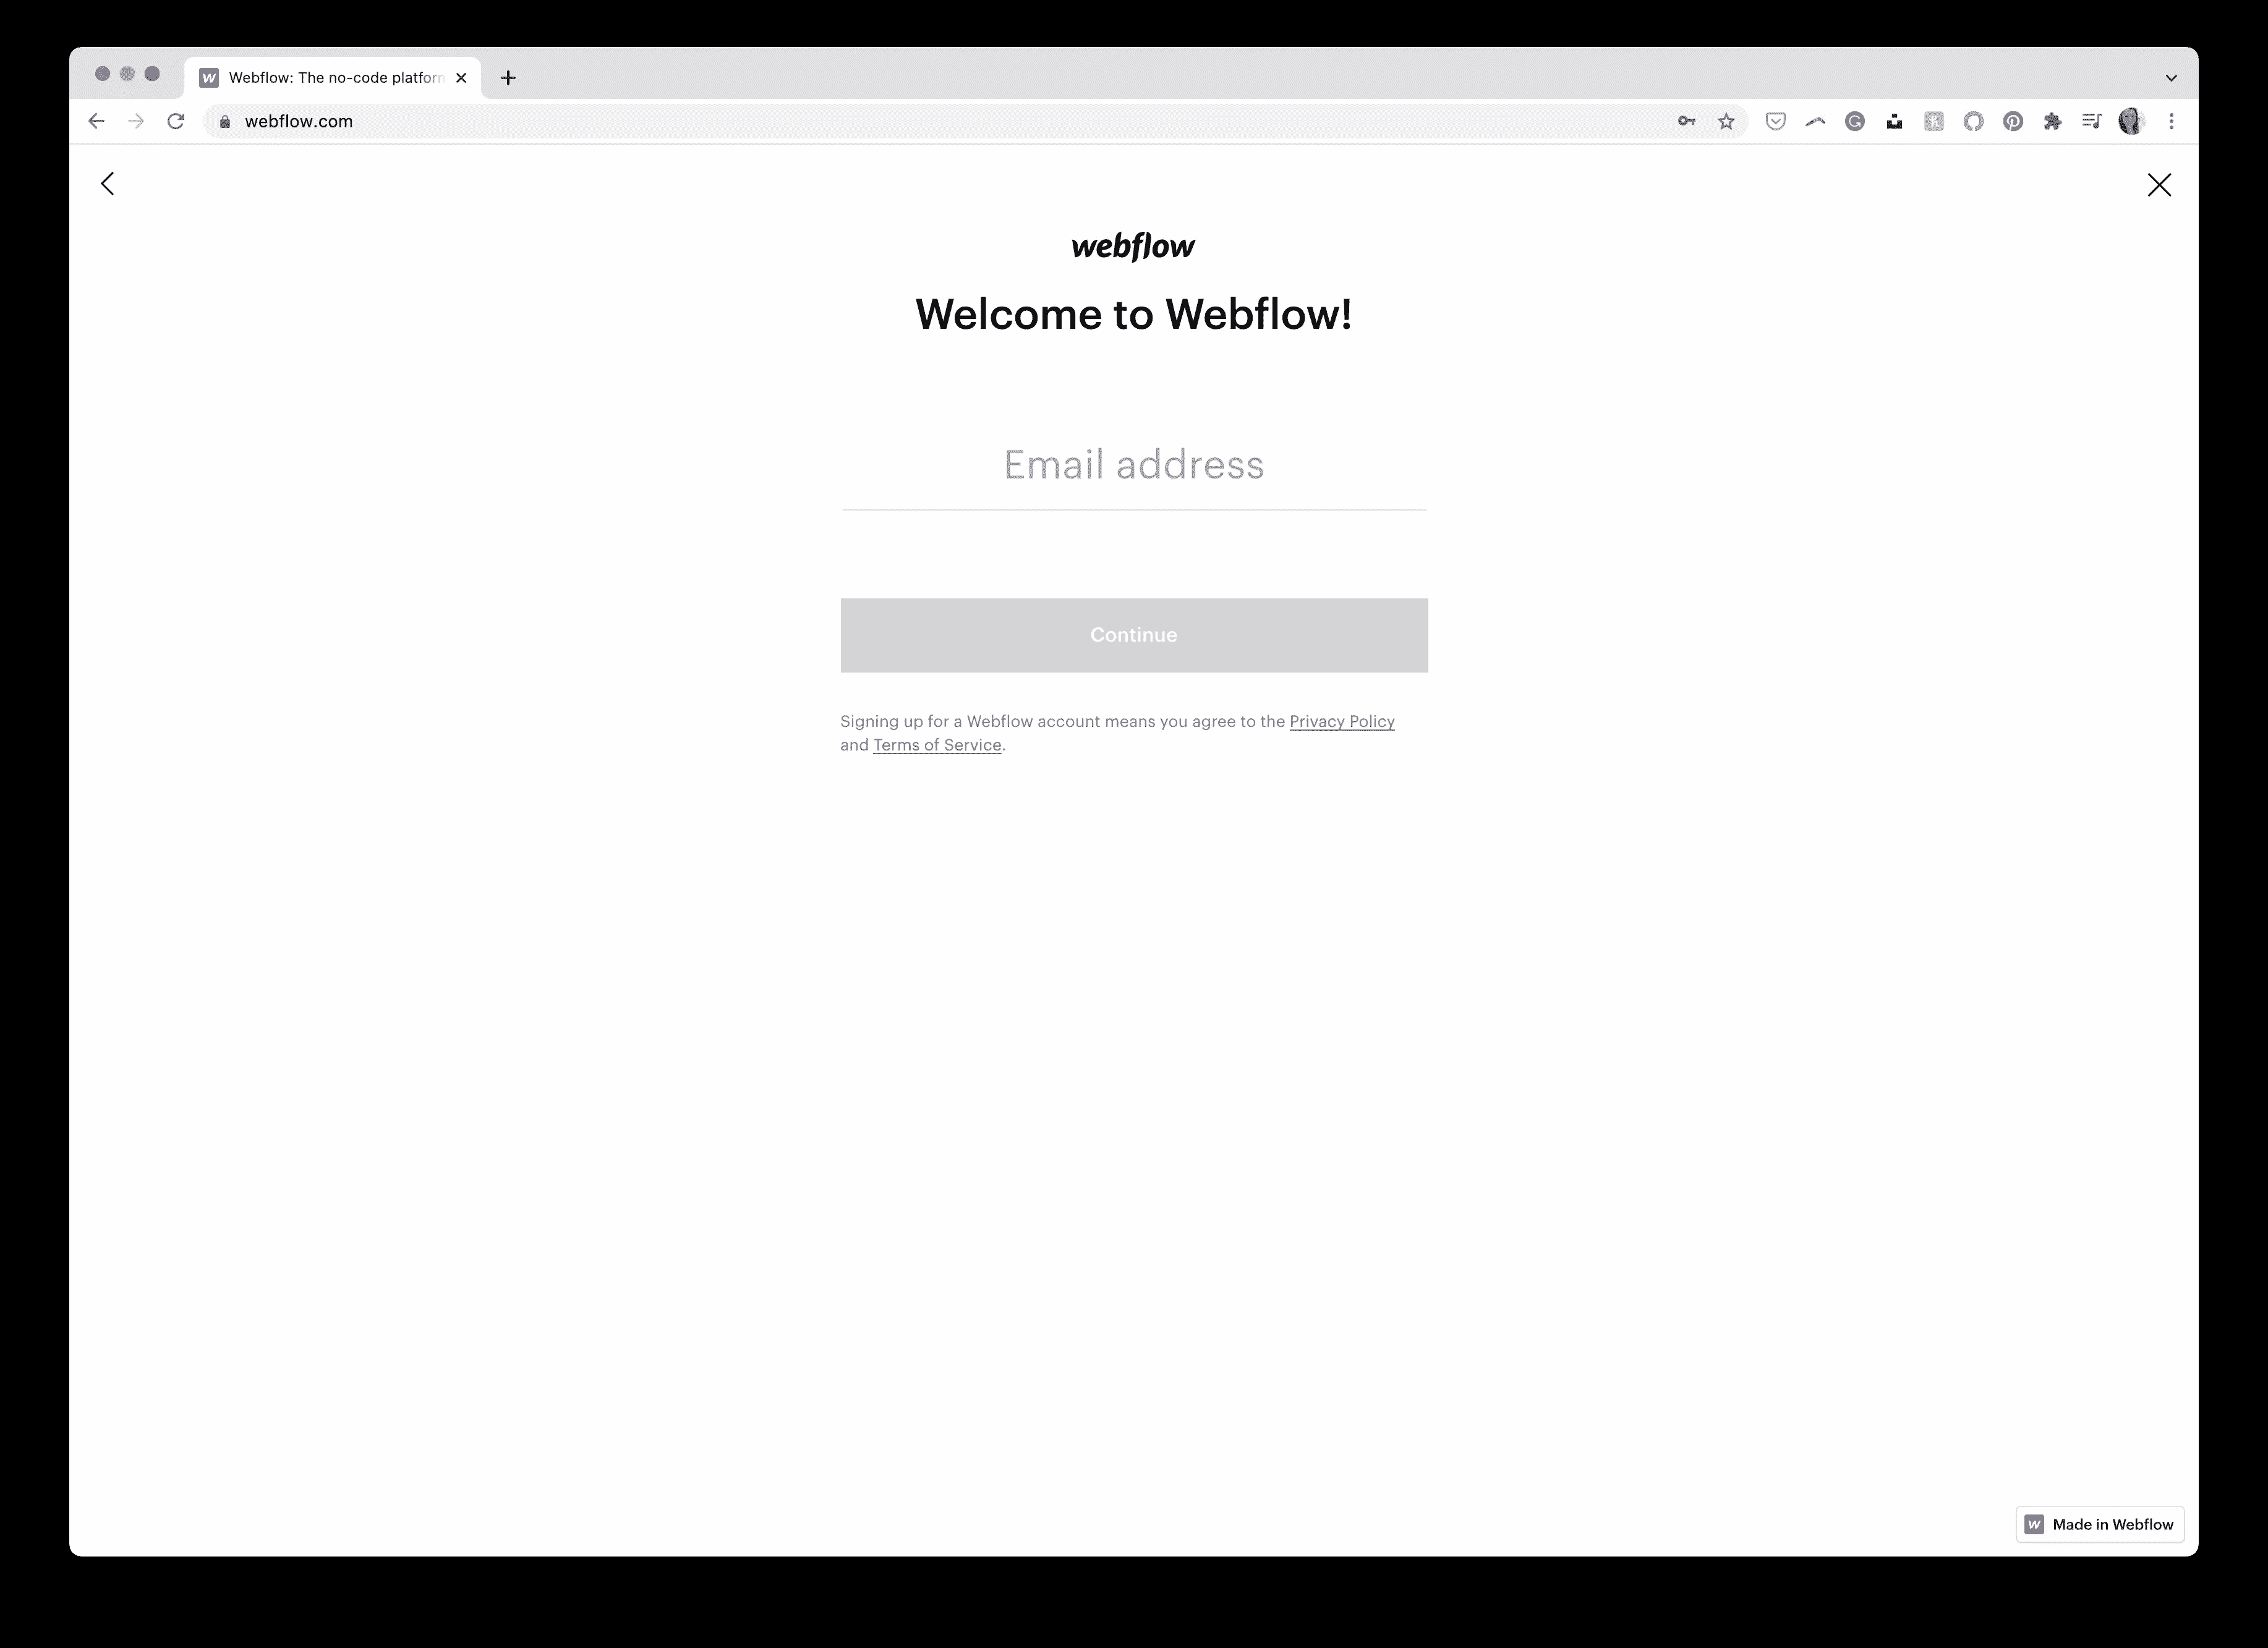 Webflow: The no-code platform
webflow.com
webflow
Welcome to Webflow!
Email address
Continue
Signing up for a Webflow account means you agree to the Privacy Policy
and Terms of Service.
Made in Webflow